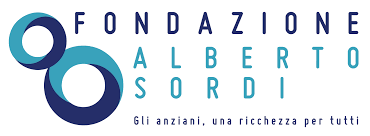 FONDAZIONE
ALBERTO
SORDI
Gli anziani, una ricchezza per tutti